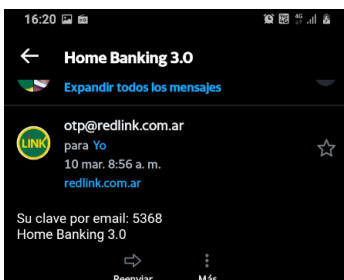 16:20
4G
Home Banking 3.0
Expandir todos los mensajes
LINK
otp@redlink.com.ar
para Yo
10 mar. 8:56 a. m.
redlink.com.ar
Su clave por email: 5368
Home Banking 3.0
Reenviar
Más